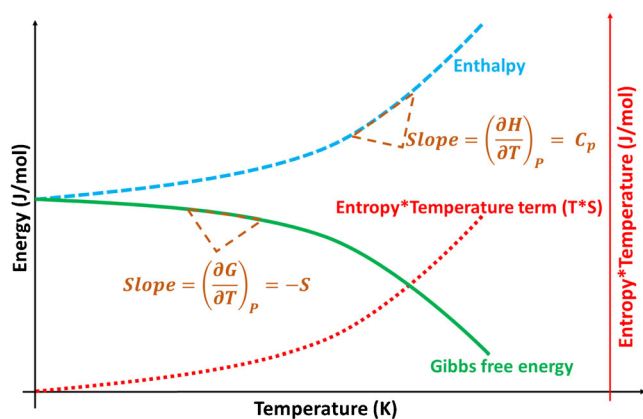 Enthalpy
Slope = (∂H/∂T)_P = C_p
Entropy*Temperature term (T*S)
Slope = (∂G/∂T)_P = −S
Gibbs free energy
Energy (J/mol)
Entropy*Temperature (J/mol)
Temperature (K)